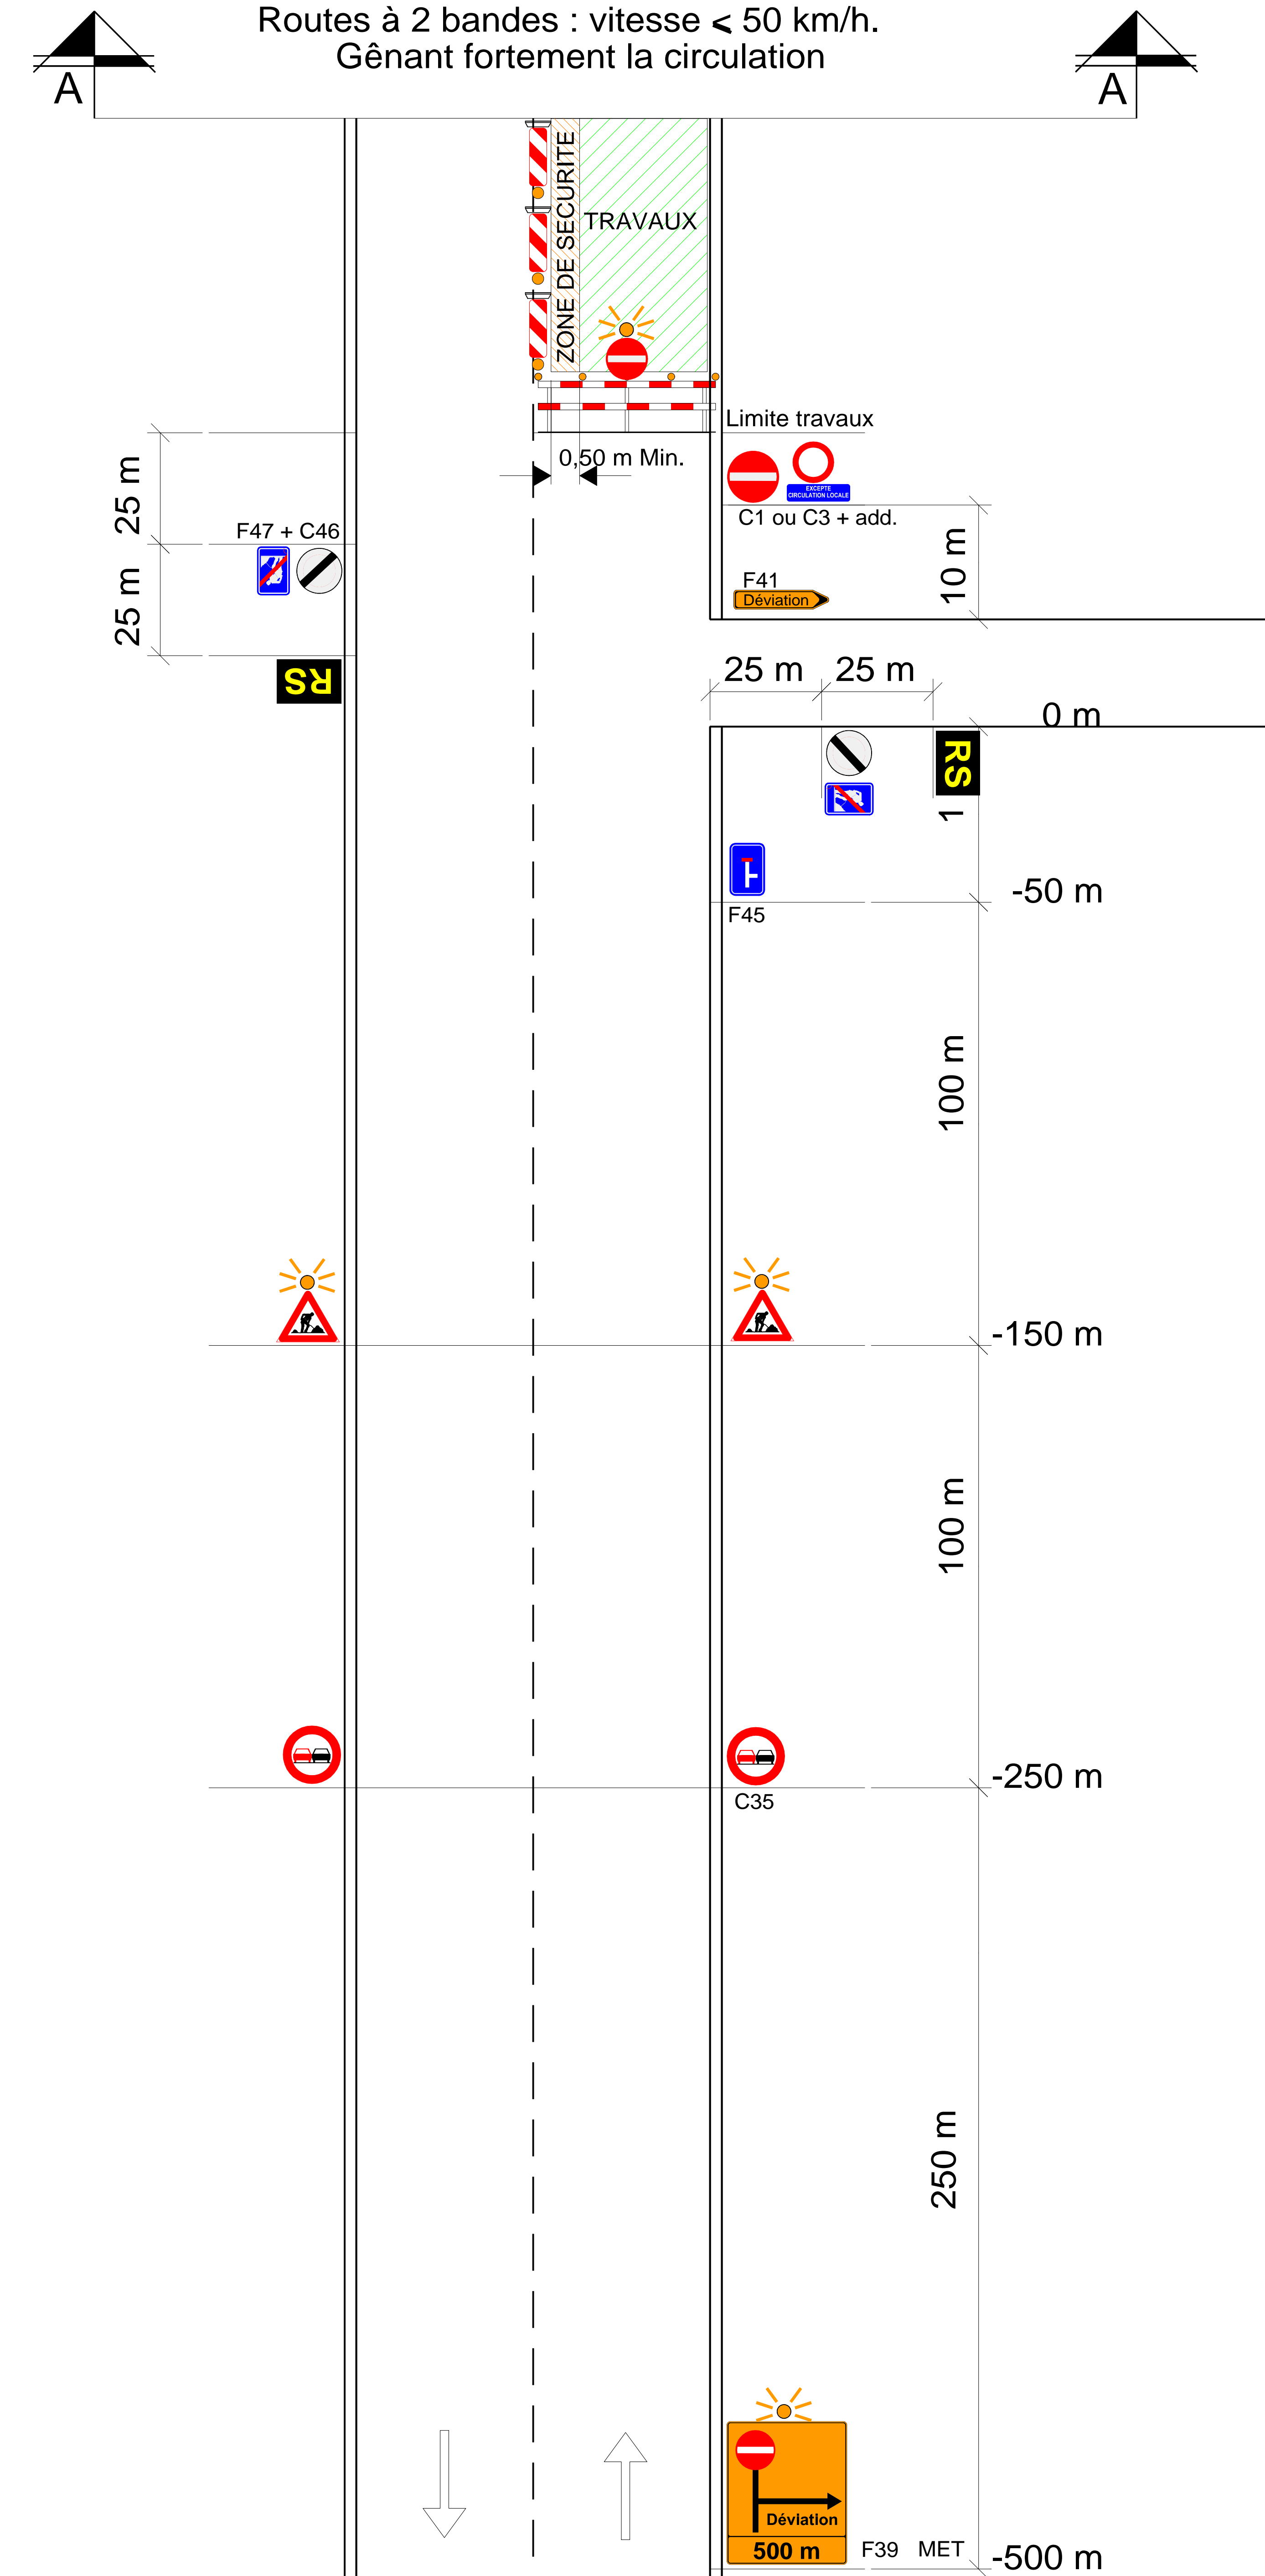 Routes à 2 bandes : vitesse ⩽ 50 km/h.
Gênant fortement la circulation
A
A
ZONE DE SECURITE
TRAVAUX
Limite travaux
0,50 m Min.
EXCEPTE
CIRCULATION LOCALE
C1 ou C3 + add.
25 m
F47 + C46
25 m
10 m
F41
Déviation
RS
25 m
25 m
0 m
RS
1
-50 m
F45
100 m
-150 m
100 m
-250 m
C35
250 m
Déviation
500 m
F39 MET
-500 m